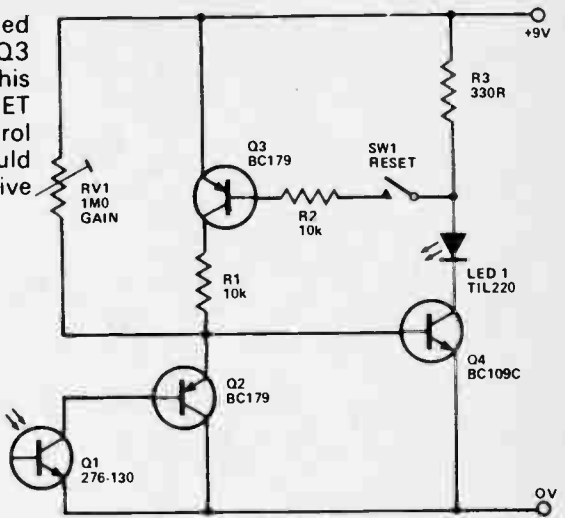 ed
Q3
his
ET
rol
uld
ive
+9V
R3
330R
Q3
BC179
SW1
RESET
RV1
1M0
GAIN
R2
10k
R1
10k
LED 1
TIL220
Q2
BC179
Q4
BC109C
Q1
276-130
0V